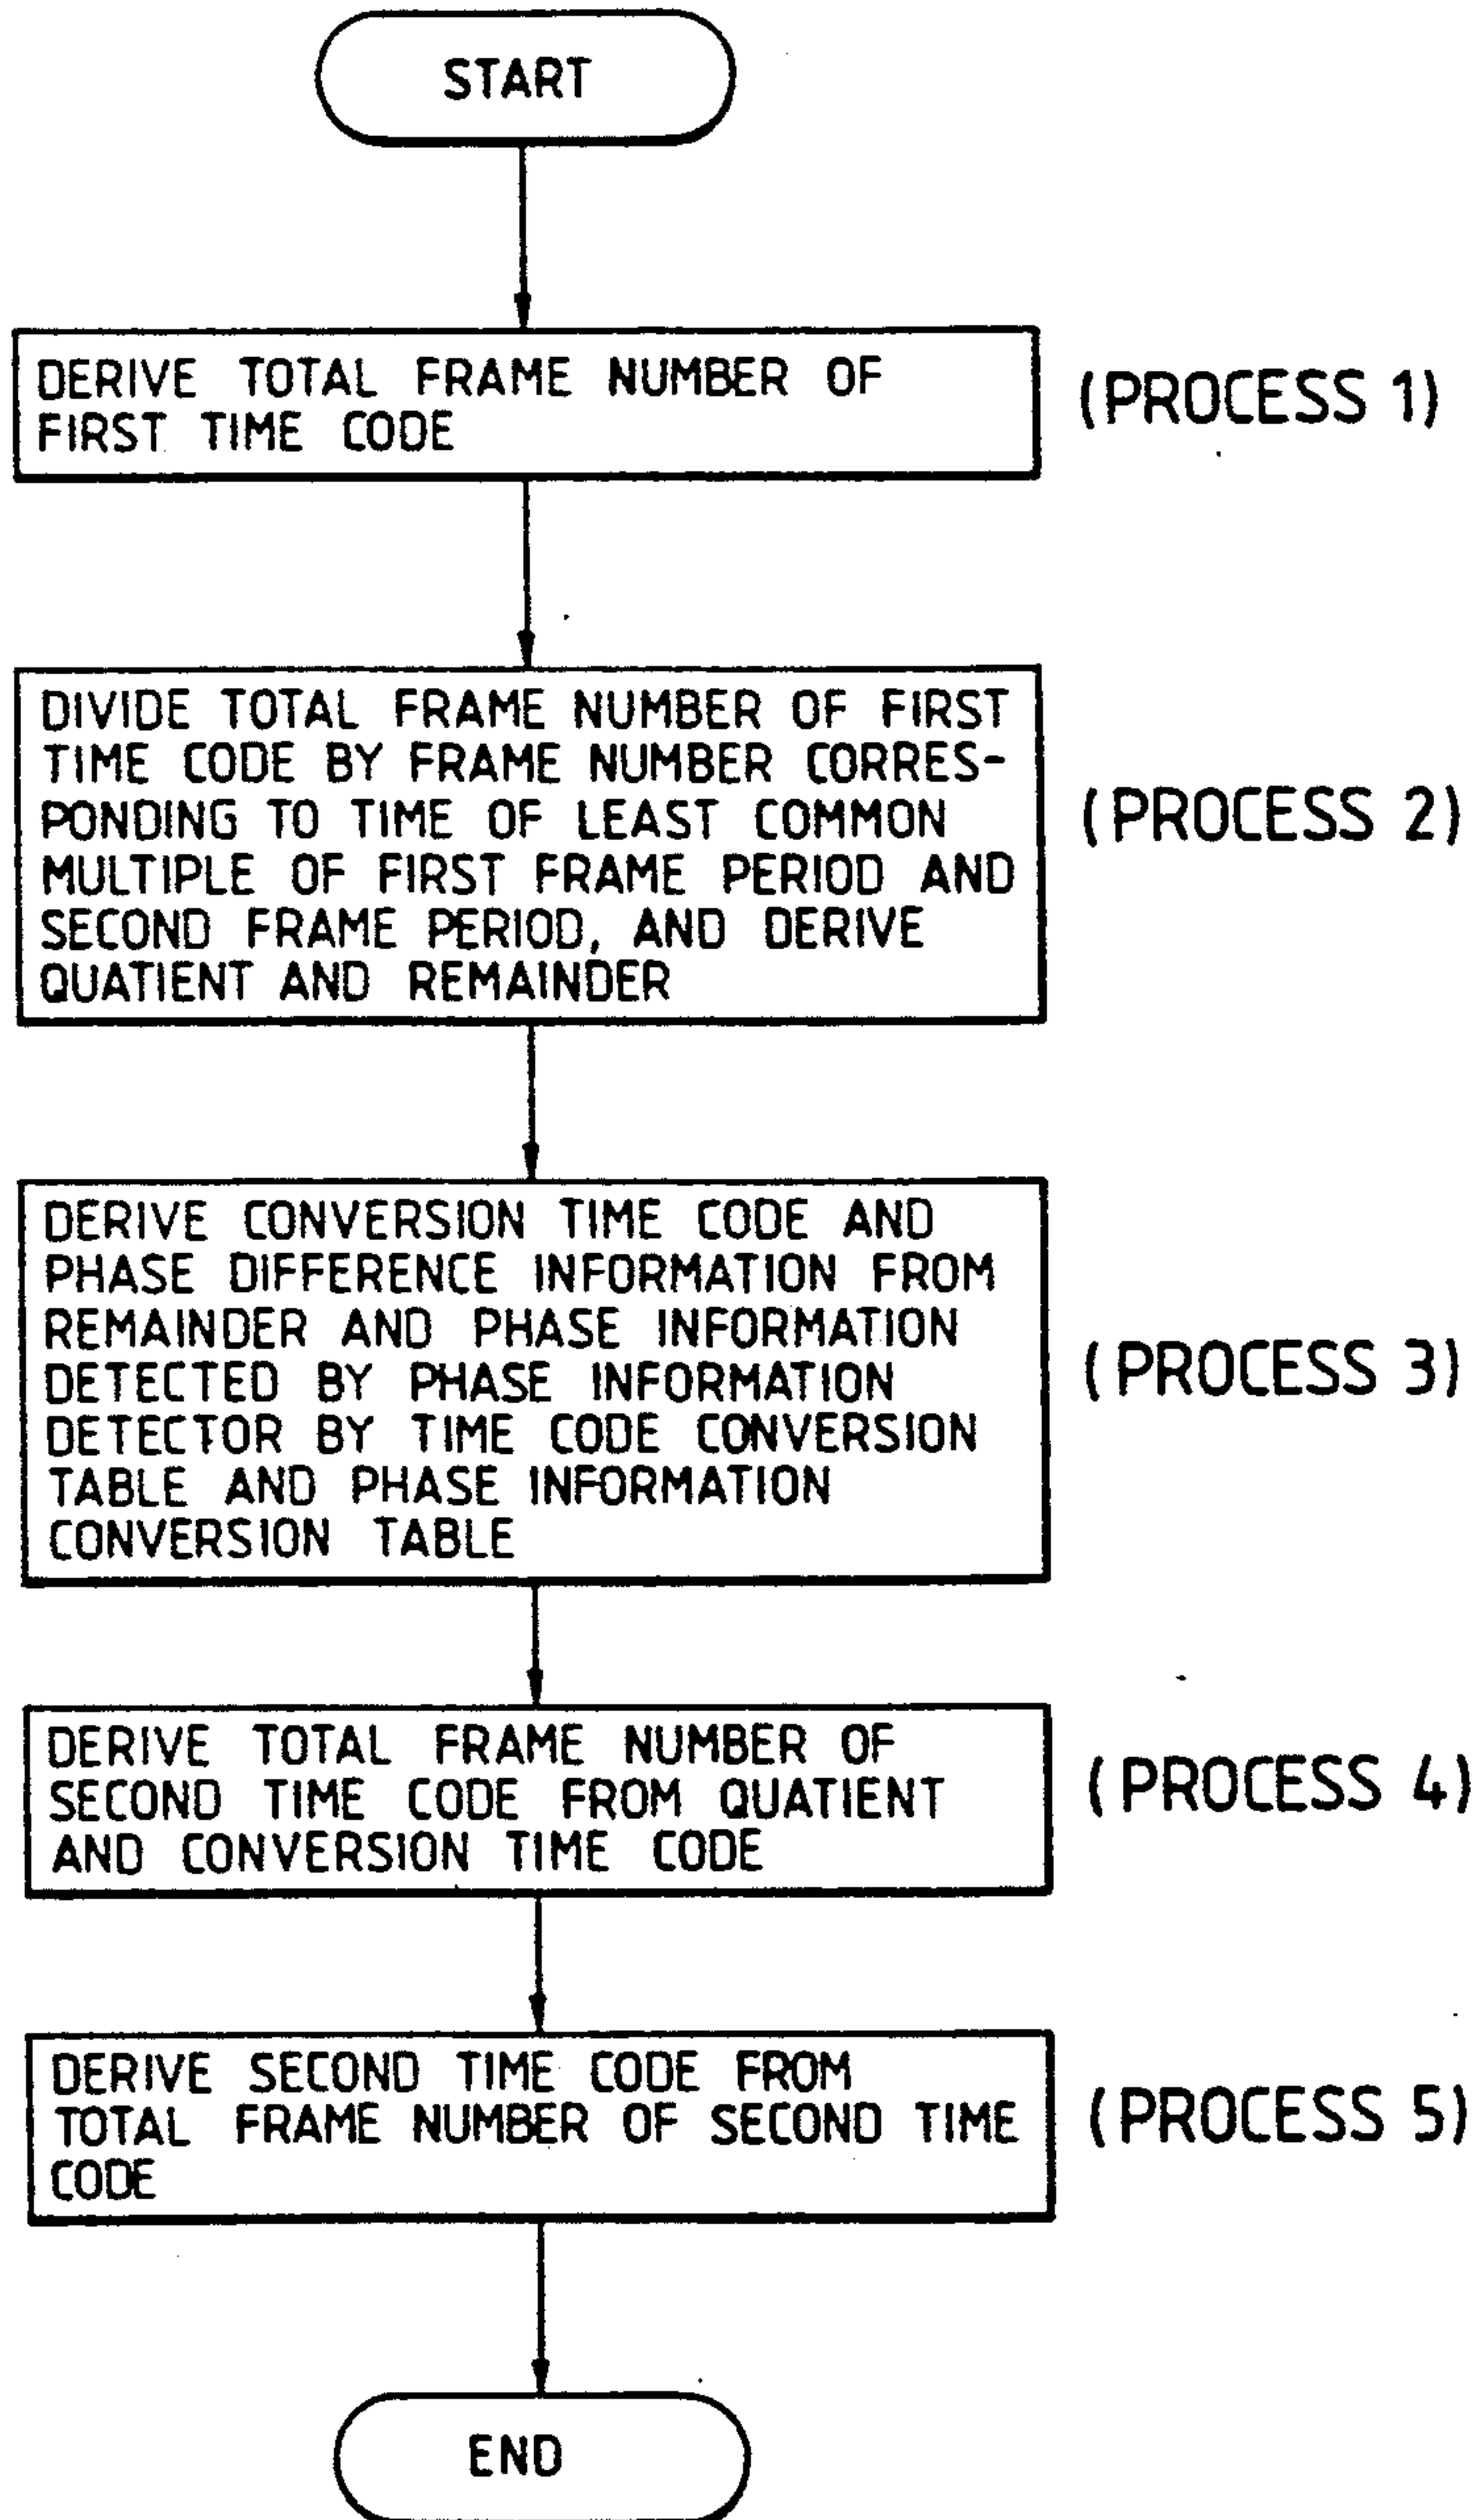 START
DERIVE TOTAL FRAME NUMBER OF
FIRST TIME CODE
(PROCESS 1)
DIVIDE TOTAL FRAME NUMBER OF FIRST
TIME CODE BY FRAME NUMBER CORRES-
PONDING TO TIME OF LEAST COMMON
MULTIPLE OF FIRST FRAME PERIOD AND
SECOND FRAME PERIOD, AND DERIVE
QUATIENT AND REMAINDER
(PROCESS 2)
DERIVE CONVERSION TIME CODE AND
PHASE DIFFERENCE INFORMATION FROM
REMAINDER AND PHASE INFORMATION
DETECTED BY PHASE INFORMATION
DETECTOR BY TIME CODE CONVERSION
TABLE AND PHASE INFORMATION
CONVERSION TABLE
(PROCESS 3)
DERIVE TOTAL FRAME NUMBER OF
SECOND TIME CODE FROM QUATIENT
AND CONVERSION TIME CODE
(PROCESS 4)
DERIVE SECOND TIME CODE FROM
TOTAL FRAME NUMBER OF SECOND TIME
CODE
(PROCESS 5)
END